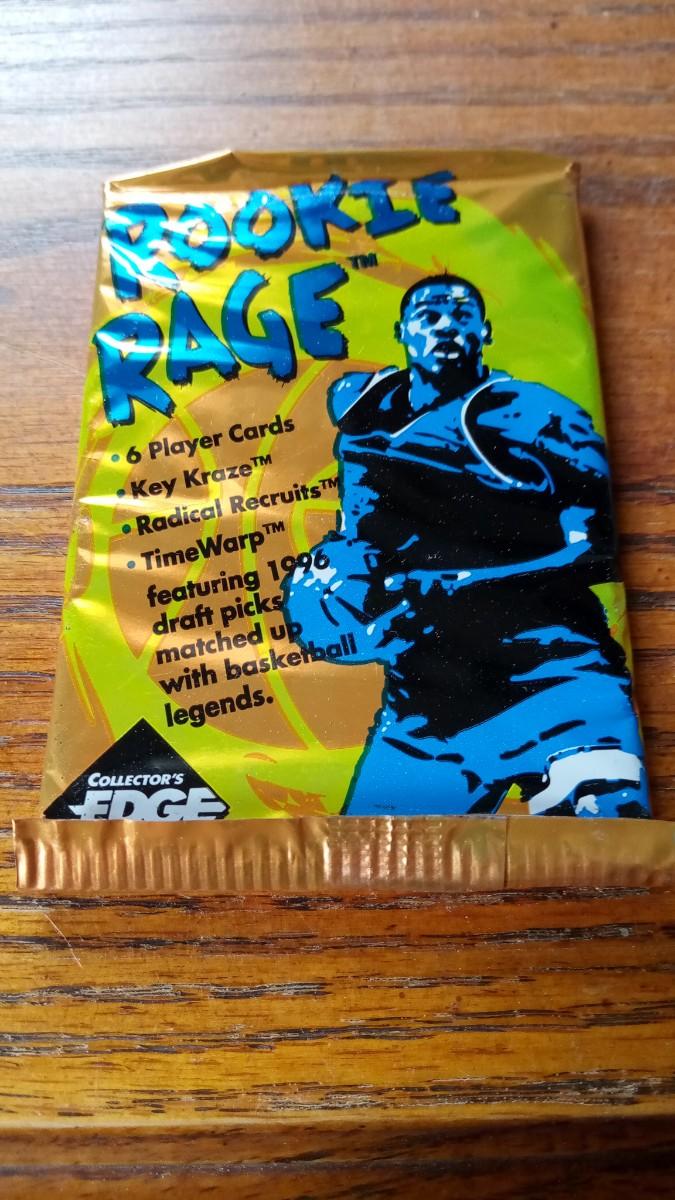 ROOKIE
RAGE™
• 6 Player Cards
• Key Kraze™
• Radical Recruits™
• TimeWarp™
featuring 1996
draft picks
matched up
with basketball
legends.
COLLECTOR'S
EDGE